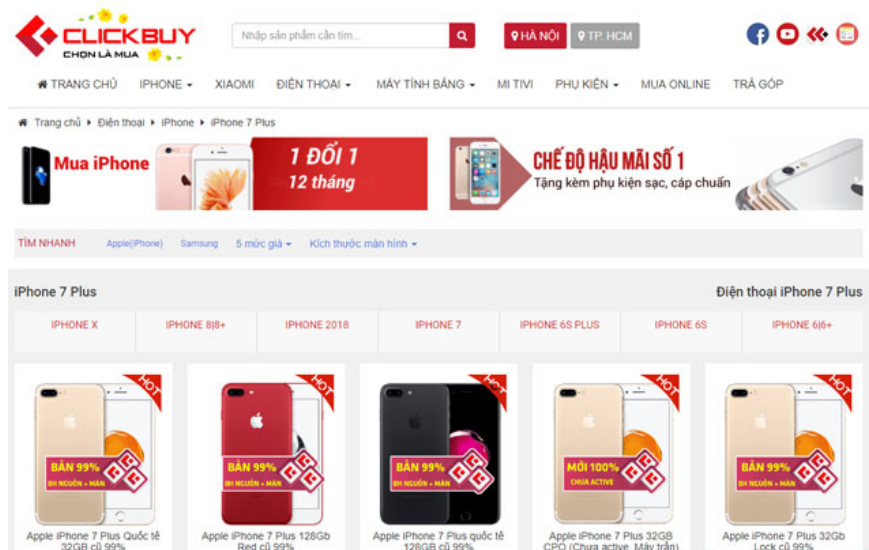 CLICKBUY
CHỌN LÀ MUA
Nhập sản phẩm cần tìm...
HÀ NỘI
TP. HCM
TRANG CHỦ IPHONE XIAOMI ĐIỆN THOẠI MÁY TÍNH BẢNG MI TIVI PHỤ KIỆN MUA ONLINE TRẢ GÓP
Trang chủ Điện thoại iPhone iPhone 7 Plus
Mua iPhone
1 ĐỔI 1
12 tháng
CHẾ ĐỘ HẬU MÃI SỐ 1
Tặng kèm phụ kiện sạc, cáp chuẩn
TÌM NHANH Apple(iPhone) Samsung 5 mức giá Kích thước màn hình
iPhone 7 Plus
Điện thoại iPhone 7 Plus
IPHONE X IPHONE 8|8+ IPHONE 2018 IPHONE 7 IPHONE 6S PLUS IPHONE 6S IPHONE 6|6+
HOT
BẢN 99%
BH NGUỒN + MÀN
Apple iPhone 7 Plus Quốc tế
32GB cũ 99%
HOT
BẢN 99%
BH NGUỒN + MÀN
Apple iPhone 7 Plus 128Gb
Red cũ 99%
HOT
BẢN 99%
BH NGUỒN + MÀN
Apple iPhone 7 Plus quốc tế
128GB cũ 99%
HOT
MỚI 100%
CHƯA ACTIVE
Apple iPhone 7 Plus 32GB
CPO (Chưa active, Máy trần)
HOT
BẢN 99%
BH NGUỒN + MÀN
Apple iPhone 7 Plus 32Gb
Lock cũ 99%